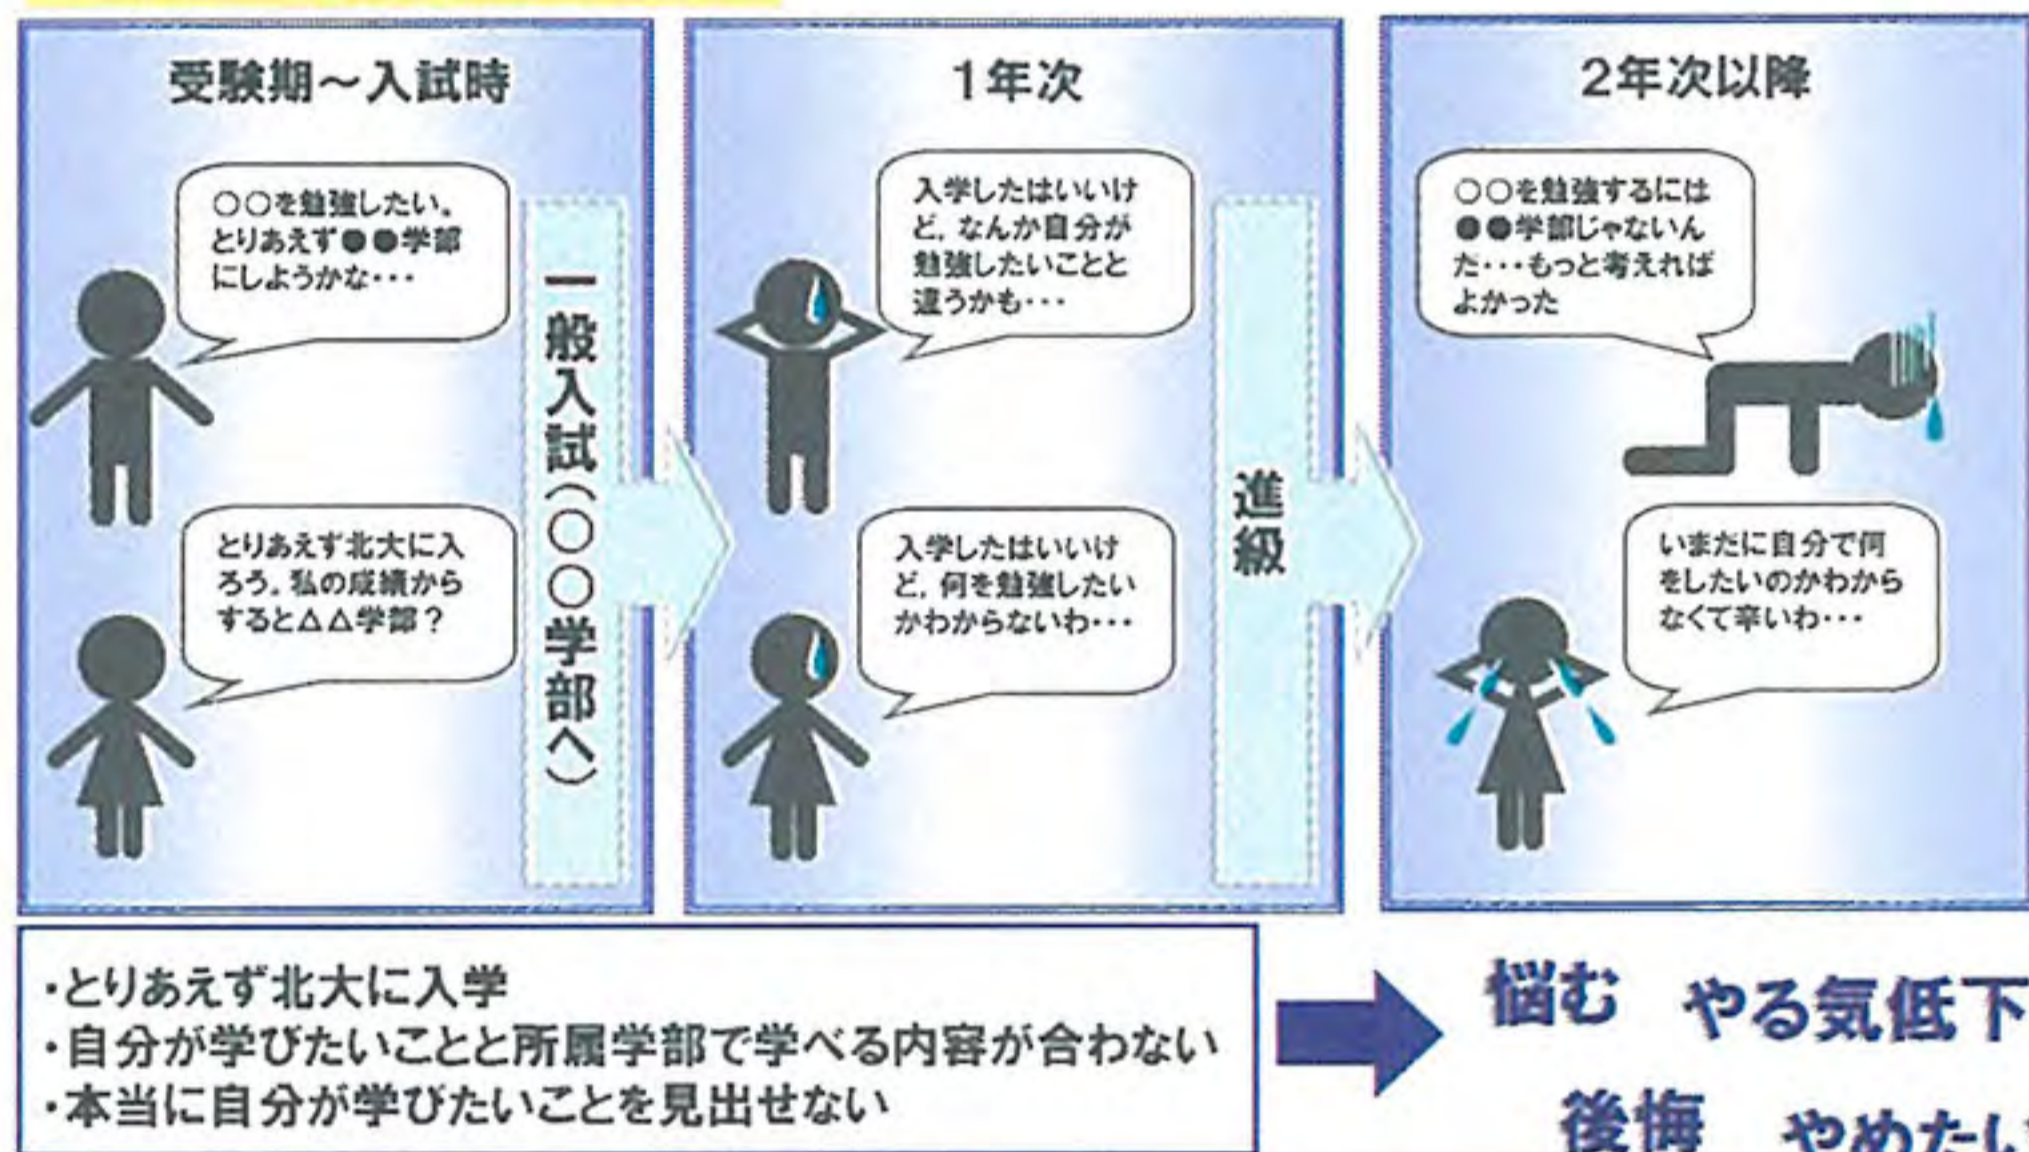 受験期～入試時
○○を勉強したい。
とりあえず●●学部
にしようかな・・・
とりあえず北大に入
ろう。私の成績から
すると△△学部？
一般入試(○○学部へ)
1年次
入学したはいいけ
ど，なんか自分が
勉強したいことと
違うかも・・・
入学したはいいけ
ど，何を勉強したい
かわからないわ・・・
進級
2年次以降
○○を勉強するには
●●学部じゃないん
だ・・・もっと考えれば
よかった
いまだに自分で何
をしたいのかわから
なくて辛いわ・・・
・とりあえず北大に入学
・自分が学びたいことと所属学部で学べる内容が合わない
・本当に自分が学びたいことを見出せない
悩む やる気低下
後悔 やめたい